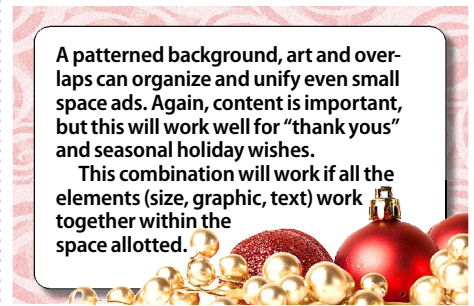 A patterned background, art and over-
laps can organize and unify even small
space ads. Again, content is important,
but this will work well for “thank yous”
and seasonal holiday wishes.
This combination will work if all the
elements (size, graphic, text) work
together within the
space allotted.